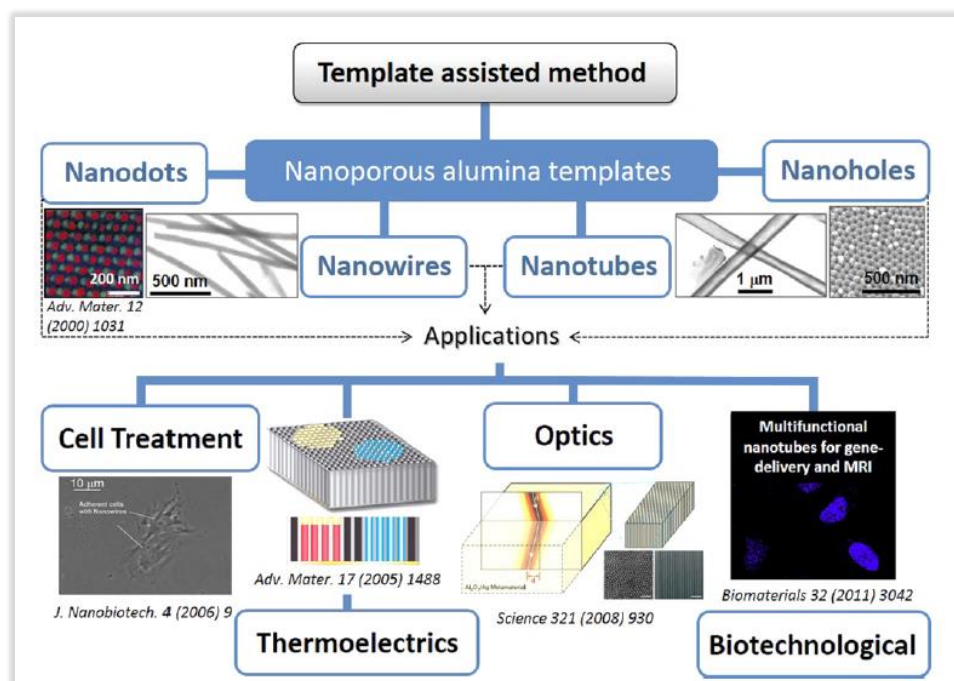 Template assisted method
Nanodots
Nanoporous alumina templates
Nanoholes
200 nm
500 nm
Nanowires
Nanotubes
1 μm
500 nm
Adv. Mater. 12
(2000) 1031
Applications
Cell Treatment
Optics
Multifunctional
nanotubes for gene-
delivery and MRI
10 μm
Adherent cells
with Nanowires
Adv. Mater. 17 (2005) 1488
d
Al₂O₃/Ag Metamaterial
J. Nanobiotech. 4 (2006) 9
Science 321 (2008) 930
Biomaterials 32 (2011) 3042
Thermoelectrics
Biotechnological